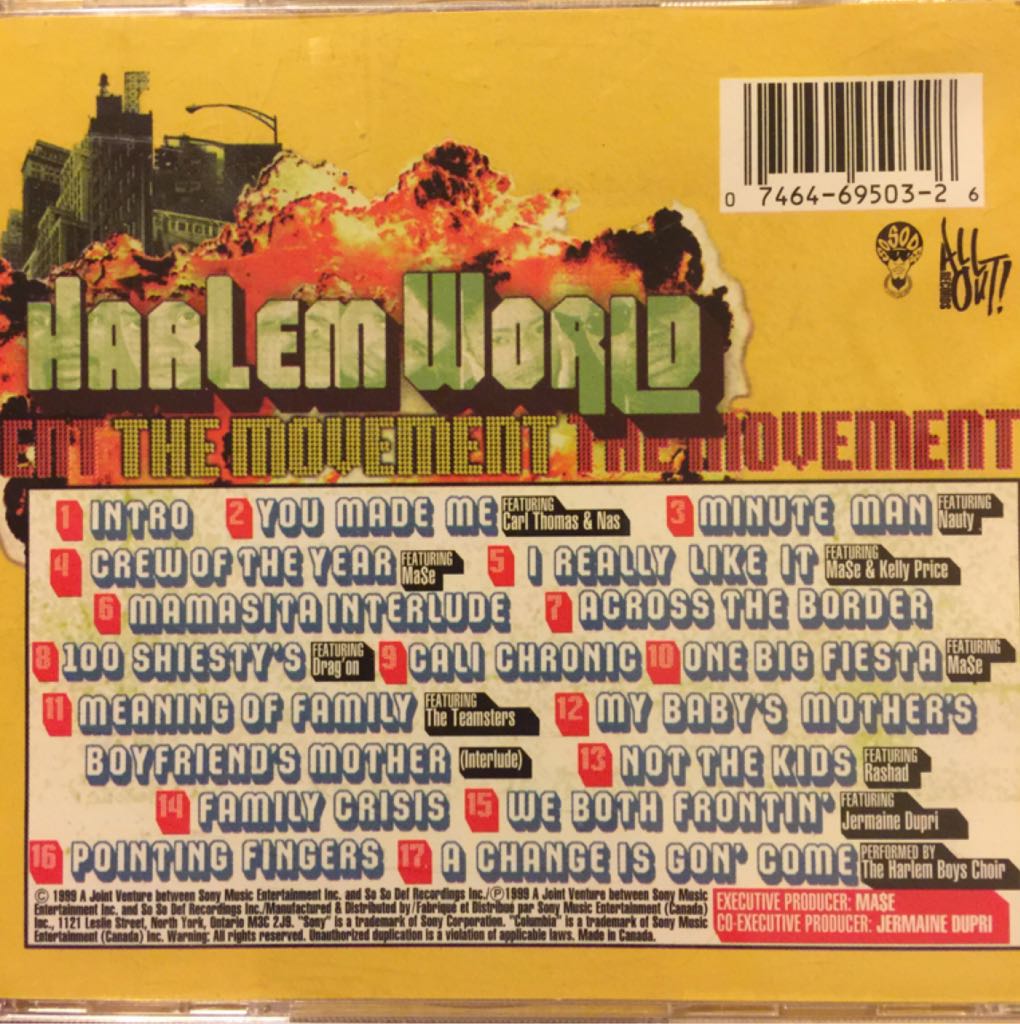 0 7464-69503-2 6
SO SO DEF
ALL OUT!
RECORDS
HARLEM WORLD
ENT THE MOVEMENT THE MOVEMENT
1 INTRO 2 YOU MADE ME FEATURING Carl Thomas & Nas 3 MINUTE MAN FEATURING Nauty
4 CREW OF THE YEAR FEATURING Ma$e 5 I REALLY LIKE IT FEATURING Ma$e & Kelly Price
6 MAMASITA INTERLUDE 7 ACROSS THE BORDER
8 100 SHIESTY'S FEATURING Drag'on 9 CALI CHRONIC 10 ONE BIG FIESTA FEATURING Ma$e
11 MEANING OF FAMILY FEATURING The Teamsters 12 MY BABY'S MOTHER'S
BOYFRIEND'S MOTHER (Interlude) 13 NOT THE KIDS FEATURING Rashad
14 FAMILY CRISIS 15 WE BOTH FRONTIN' FEATURING Jermaine Dupri
16 POINTING FINGERS 17 A CHANGE IS GON' COME PERFORMED BY The Harlem Boys Choir
© 1999 A Joint Venture between Sony Music Entertainment Inc. and So So Def Recordings Inc./℗ 1999 A Joint Venture between Sony Music
Entertainment Inc. and So So Def Recordings Inc./Manufactured & Distributed by/Fabriqué et Distribué par Sony Music Entertainment (Canada)
Inc., 1121 Leslie Street, North York, Ontario M3C 2J9. "Sony" is a trademark of Sony Corporation. "Columbia" is a trademark of Sony Music
Entertainment (Canada) Inc. Warning: All rights reserved. Unauthorized duplication is a violation of applicable laws. Made in Canada.
EXECUTIVE PRODUCER: MA$E
CO-EXECUTIVE PRODUCER: JERMAINE DUPRI